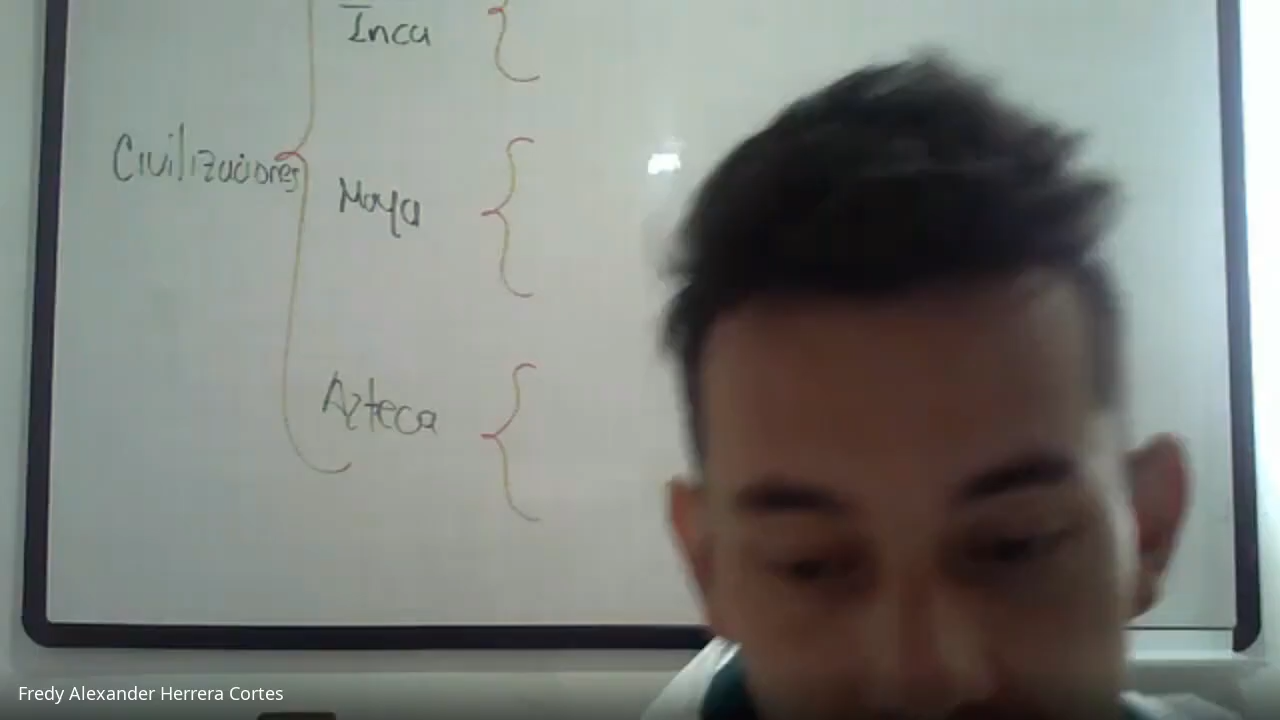 Inca
Civilizaciones
Maya
Azteca
Fredy Alexander Herrera Cortes